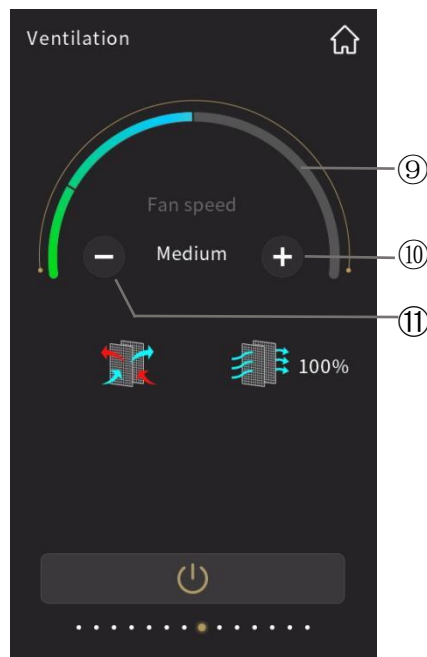 Ventilation
⑨
Fan speed
Medium
⑩
⑪
100%